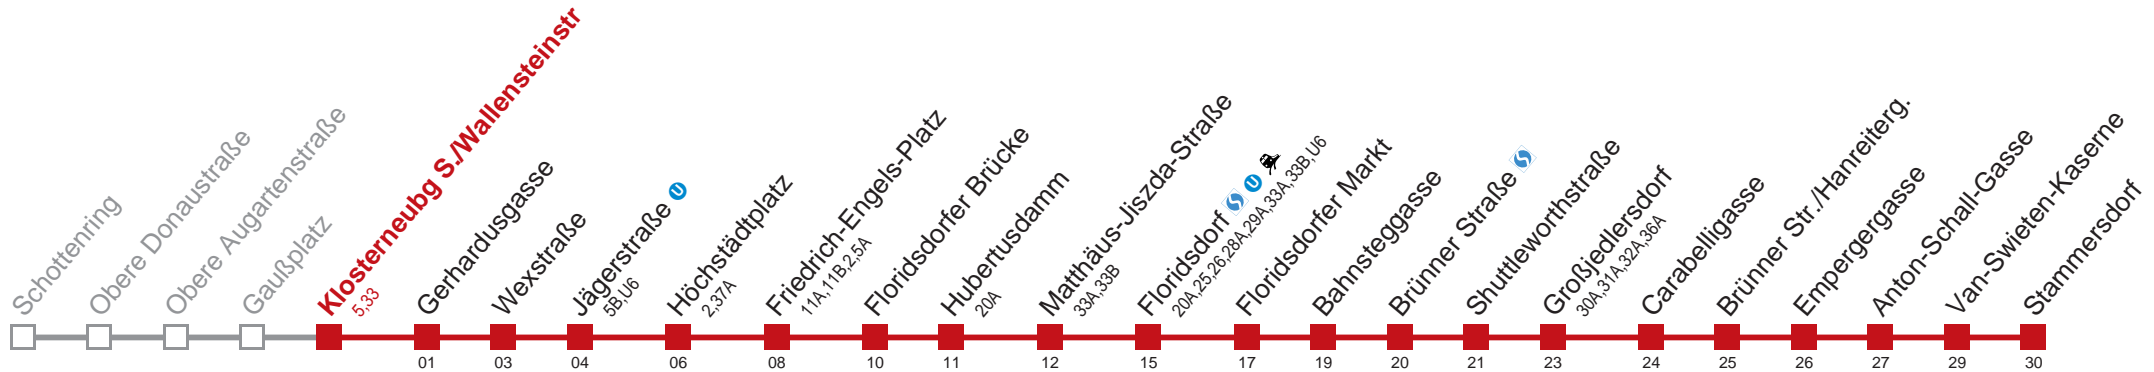 Schottenring
Obere Donaustraße
Obere Augartenstraße
Gaußplatz
Klosterneubg S./Wallensteinstr
5,33
Gerhardusgasse
Wexstraße
Jägerstraße U
5B,U6
Höchstädtplatz
2,37A
Friedrich-Engels-Platz
11A,11B,2,5A
Floridsdorfer Brücke
Hubertusdamm
20A
Matthäus-Jiszda-Straße
33A,33B
Floridsdorf S U
20A,25,26,28A,29A,33A,33B,U6
Floridsdorfer Markt
Bahnsteggasse
Brünner Straße S
Shuttleworthstraße
Großjedlersdorf
30A,31A,32A,36A
Carabelligasse
Brünner Str./Hanreiterg.
Empergergasse
Anton-Schall-Gasse
Van-Swieten-Kaserne
Stammersdorf
01 03 04 06 08 10 11 12 15 17 19 20 21 23 24 25 26 27 29 30